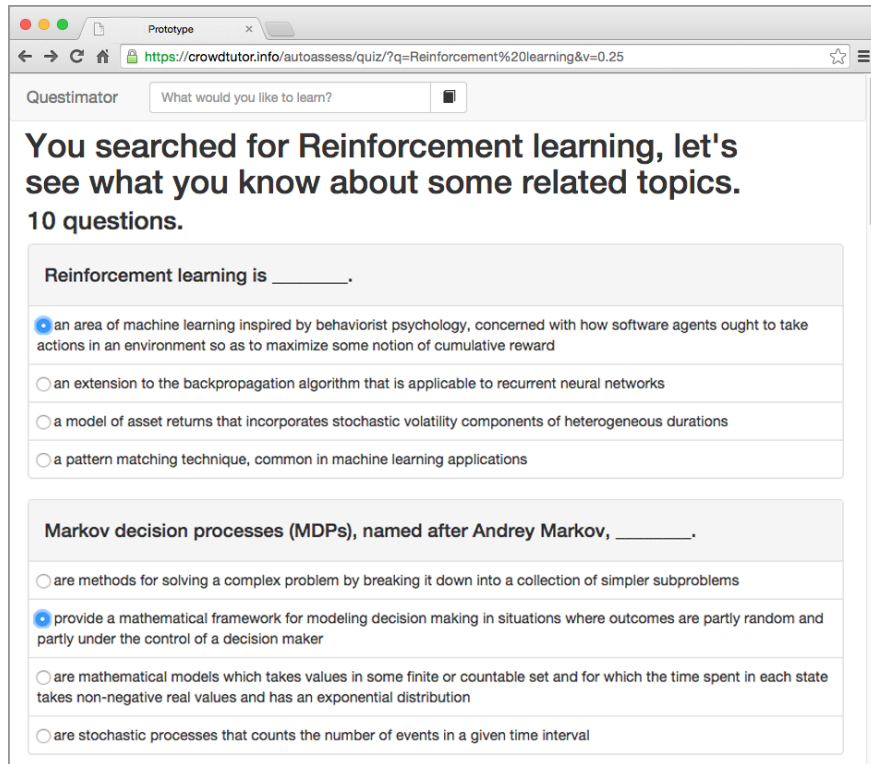 Prototype
https://crowdtutor.info/autoassess/quiz/?q=Reinforcement%20learning&v=0.25
Questimator
What would you like to learn?
You searched for Reinforcement learning, let's
see what you know about some related topics.
10 questions.
Reinforcement learning is ________.
an area of machine learning inspired by behaviorist psychology, concerned with how software agents ought to take
actions in an environment so as to maximize some notion of cumulative reward
an extension to the backpropagation algorithm that is applicable to recurrent neural networks
a model of asset returns that incorporates stochastic volatility components of heterogeneous durations
a pattern matching technique, common in machine learning applications
Markov decision processes (MDPs), named after Andrey Markov, ________.
are methods for solving a complex problem by breaking it down into a collection of simpler subproblems
provide a mathematical framework for modeling decision making in situations where outcomes are partly random and
partly under the control of a decision maker
are mathematical models which takes values in some finite or countable set and for which the time spent in each state
takes non-negative real values and has an exponential distribution
are stochastic processes that counts the number of events in a given time interval